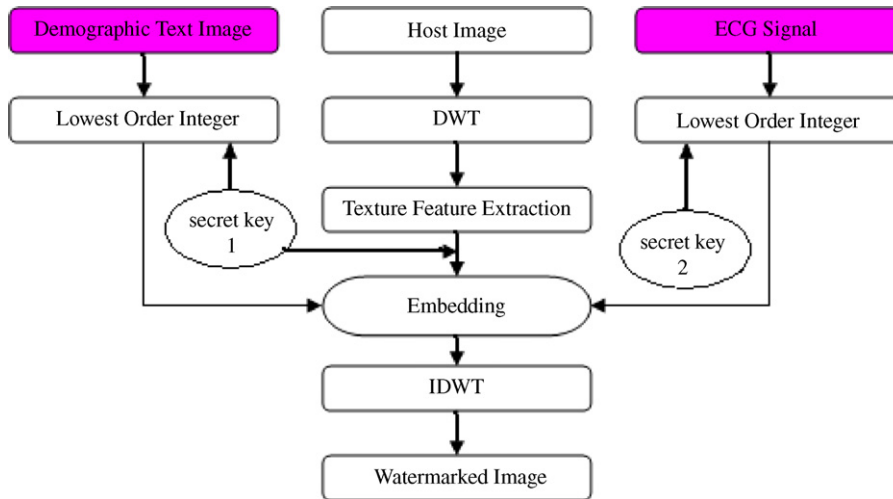 Demographic Text Image
Host Image
ECG Signal
Lowest Order Integer
DWT
Lowest Order Integer
Texture Feature Extraction
secret key
1
secret key
2
Embedding
IDWT
Watermarked Image